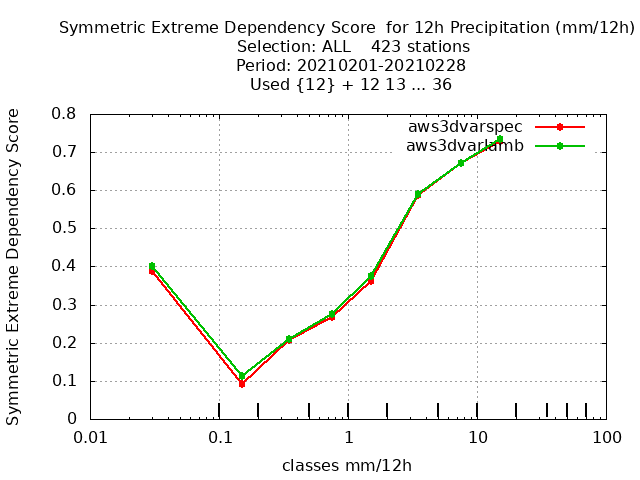 Symmetric Extreme Dependency Score  for 12h Precipitation (mm/12h)
Selection: ALL    423 stations
Period: 20210201-20210228
Used {12} + 12 13 ... 36
aws3dvarspec
aws3dvarlamb
Symmetric Extreme Dependency Score
0.8
0.7
0.6
0.5
0.4
0.3
0.2
0.1
0
0.01
0.1
1
10
100
classes mm/12h